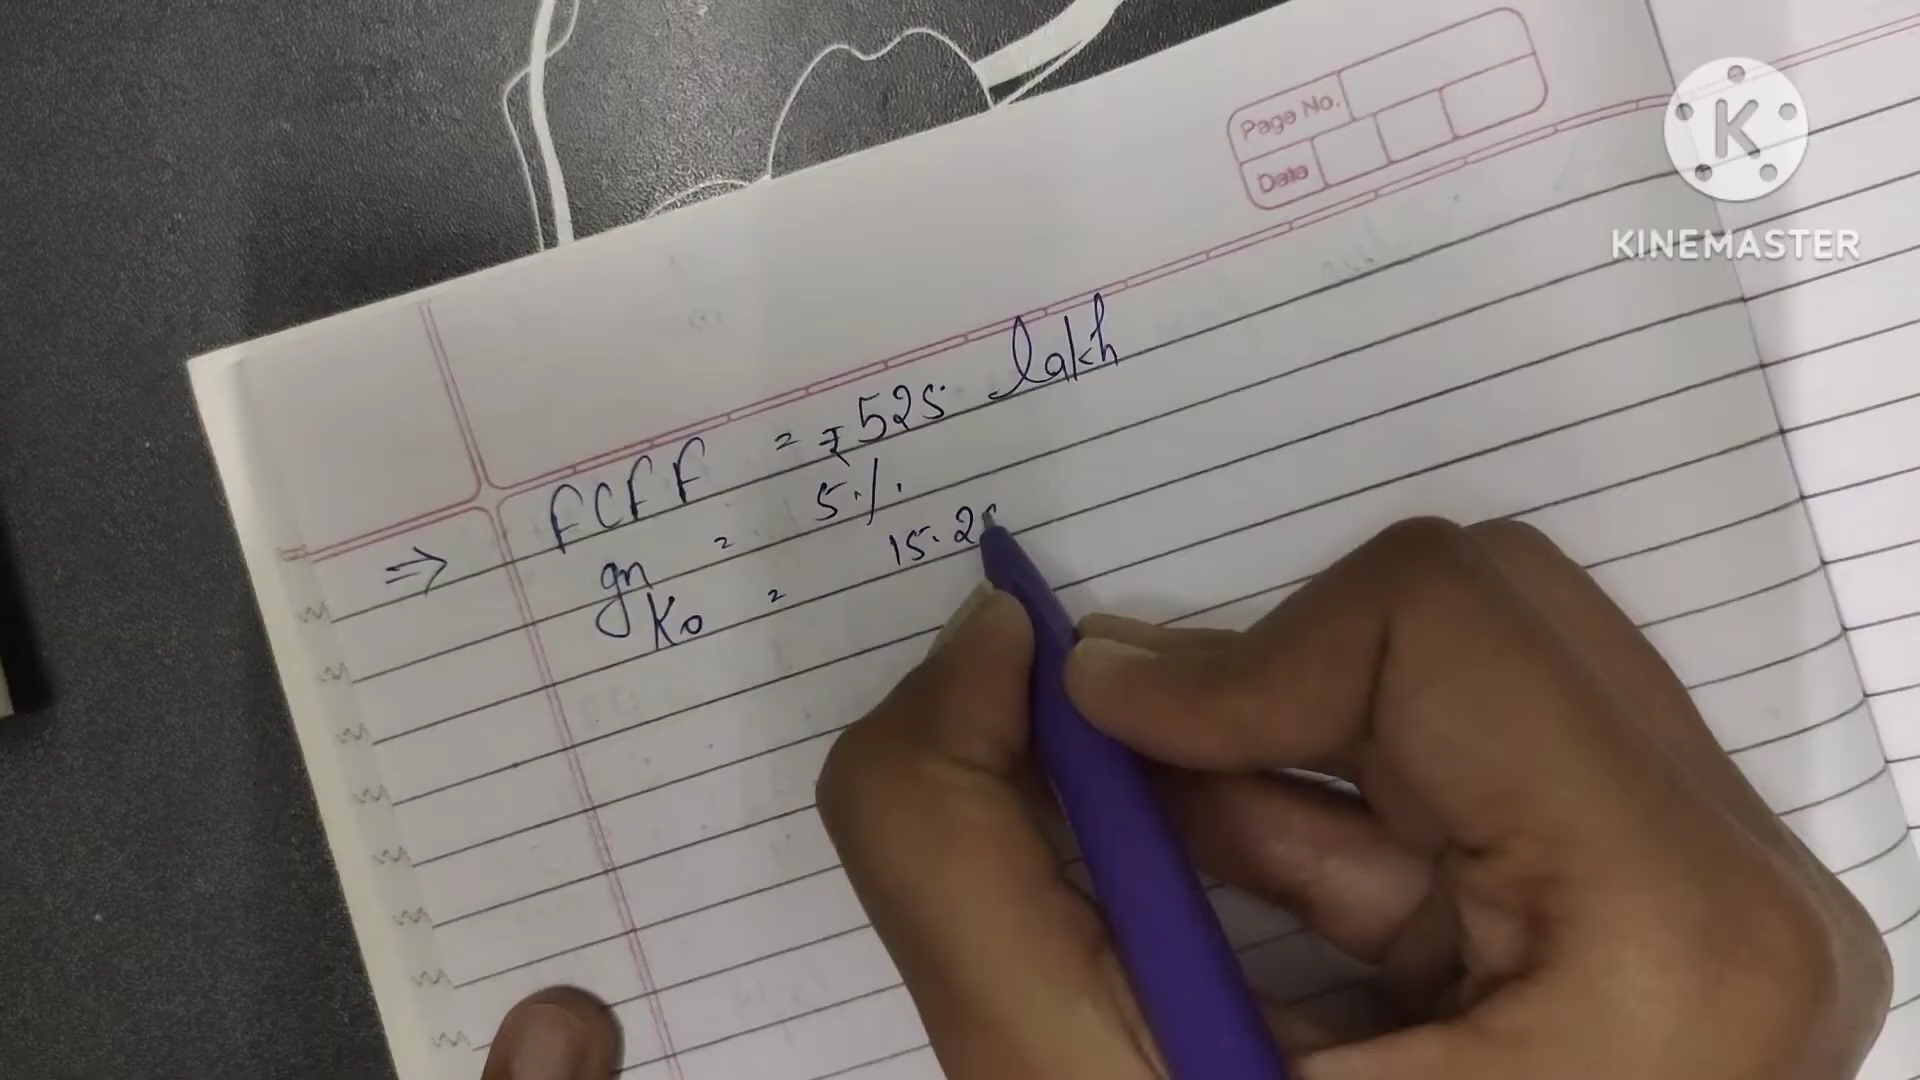 Page No.
Date
K
KINEMASTER
⇒ FCFF = ₹525 lakh
gn = 5%
Ko = 15.2